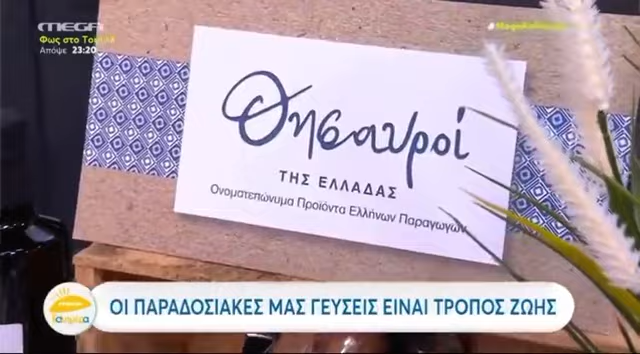 MEGA
Φως στο Τούνελ
Απόψε 23:20
Θησαυροί
ΤΗΣ ΕΛΛΑΔΑΣ
Ονοματεπώνυμα Προϊόντα Ελλήνων Παραγωγών
ΟΙ ΠΑΡΑΔΟΣΙΑΚΕΣ ΜΑΣ ΓΕΥΣΕΙΣ ΕΙΝΑΙ ΤΡΟΠΟΣ ΖΩΗΣ